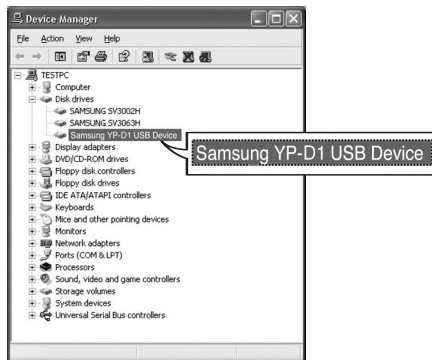 Device Manager
File Action View Help
TESTPC
Computer
Disk drives
SAMSUNG SV3002H
SAMSUNG SV3063H
Samsung YP-D1 USB Device
Samsung YP-D1 USB Device
Display adapters
DVD/CD-ROM drives
Floppy disk controllers
Floppy disk drives
IDE ATA/ATAPI controllers
Keyboards
Mice and other pointing devices
Monitors
Network adapters
Ports (COM & LPT)
Processors
Sound, video and game controllers
Storage volumes
System devices
Universal Serial Bus controllers